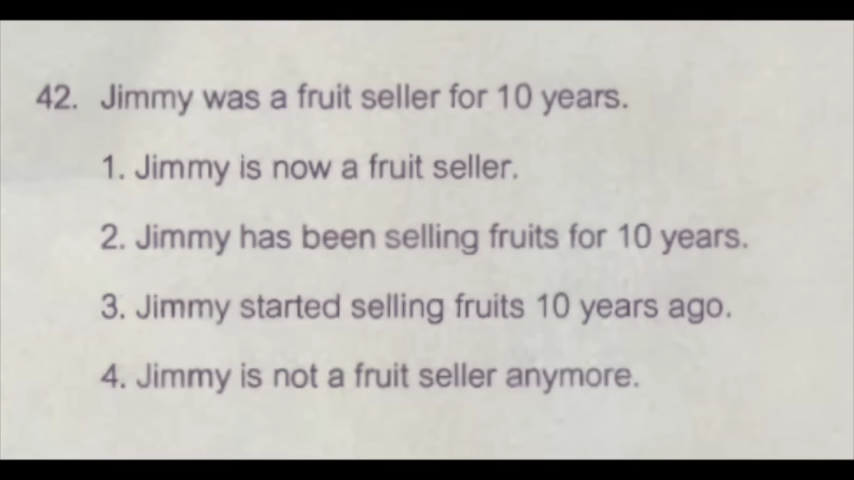 42. Jimmy was a fruit seller for 10 years.
1. Jimmy is now a fruit seller.
2. Jimmy has been selling fruits for 10 years.
3. Jimmy started selling fruits 10 years ago.
4. Jimmy is not a fruit seller anymore.